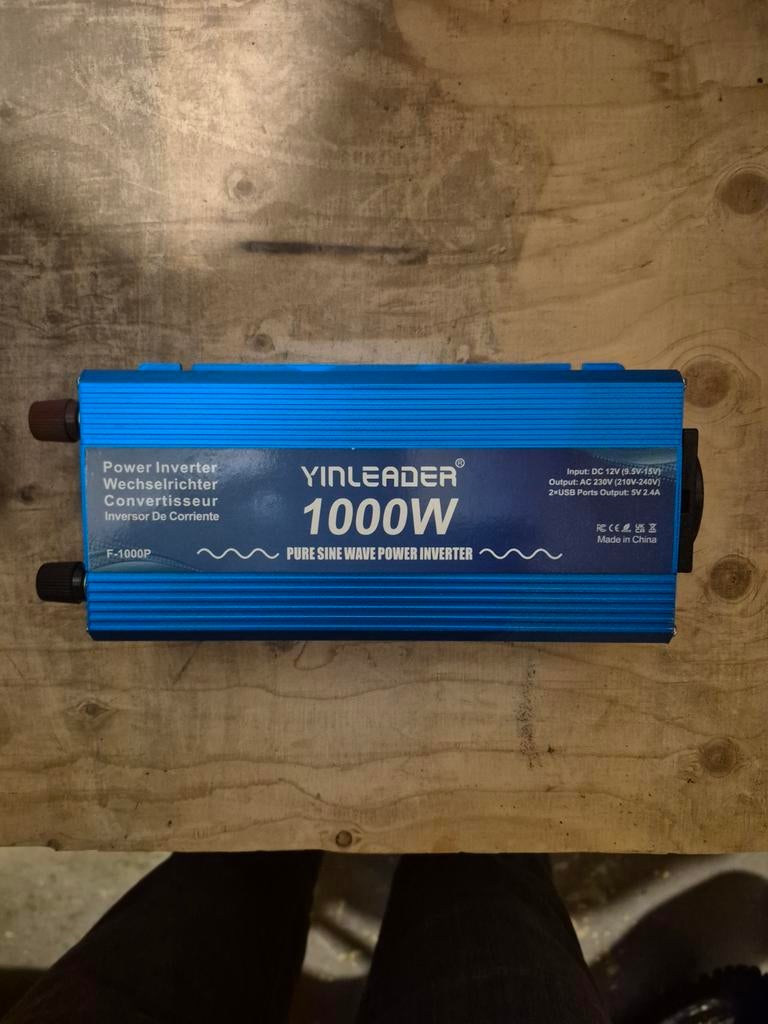 Power Inverter
Wechselrichter
Convertisseur
Inversor De Corriente
F-1000P
YINLEADER®
1000W
PURE SINE WAVE POWER INVERTER
Input: DC 12V (9.5V-15V)
Output: AC 230V (210V-240V)
2×USB Ports Output: 5V 2.4A
Made in China